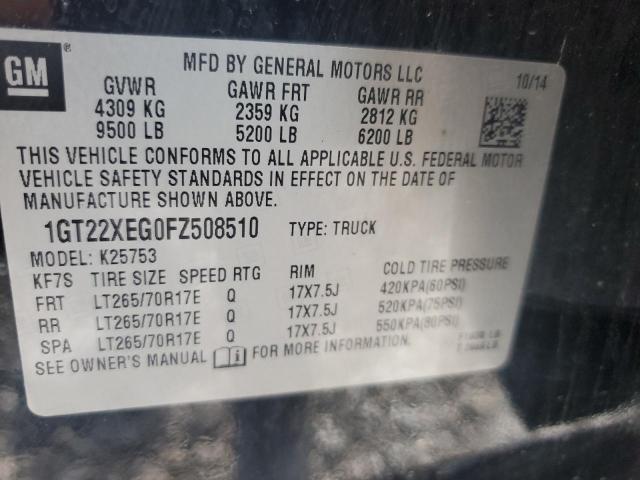 GM ®
MFD BY GENERAL MOTORS LLC
10/14
GVWR GAWR FRT GAWR RR
4309 KG 2359 KG 2812 KG
9500 LB 5200 LB 6200 LB
THIS VEHICLE CONFORMS TO ALL APPLICABLE U.S. FEDERAL MOTOR
VEHICLE SAFETY STANDARDS IN EFFECT ON THE DATE OF
MANUFACTURE SHOWN ABOVE.
1GT22XEG0FZ508510 TYPE: TRUCK
MODEL: K25753
KF7S TIRE SIZE SPEED RTG RIM COLD TIRE PRESSURE
FRT LT265/70R17E Q 17X7.5J 420KPA(60PSI)
RR LT265/70R17E Q 17X7.5J 520KPA(75PSI)
SPA LT265/70R17E Q 17X7.5J 550KPA(80PSI)
SEE OWNER'S MANUAL i FOR MORE INFORMATION.